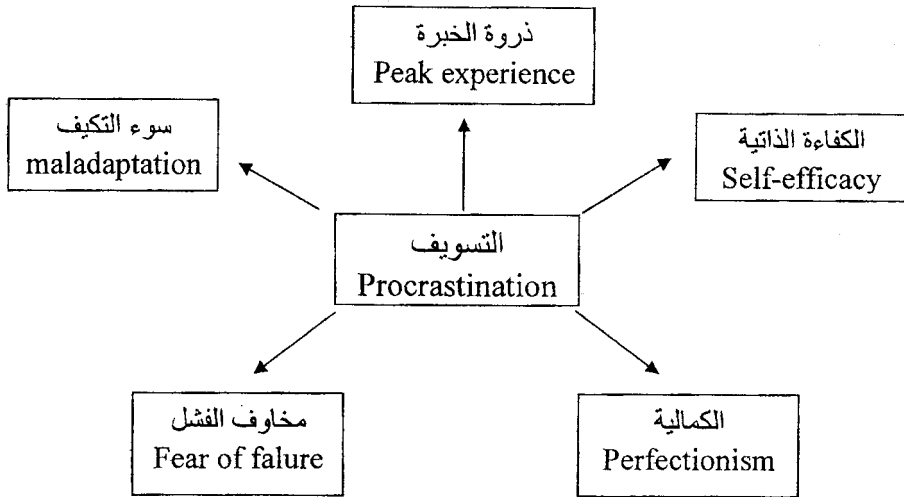 ذروة الخبرة
Peak experience
سوء التكيف
maladaptation
الكفاءة الذاتية
Self-efficacy
التسويف
Procrastination
مخاوف الفشل
Fear of falure
الكمالية
Perfectionism